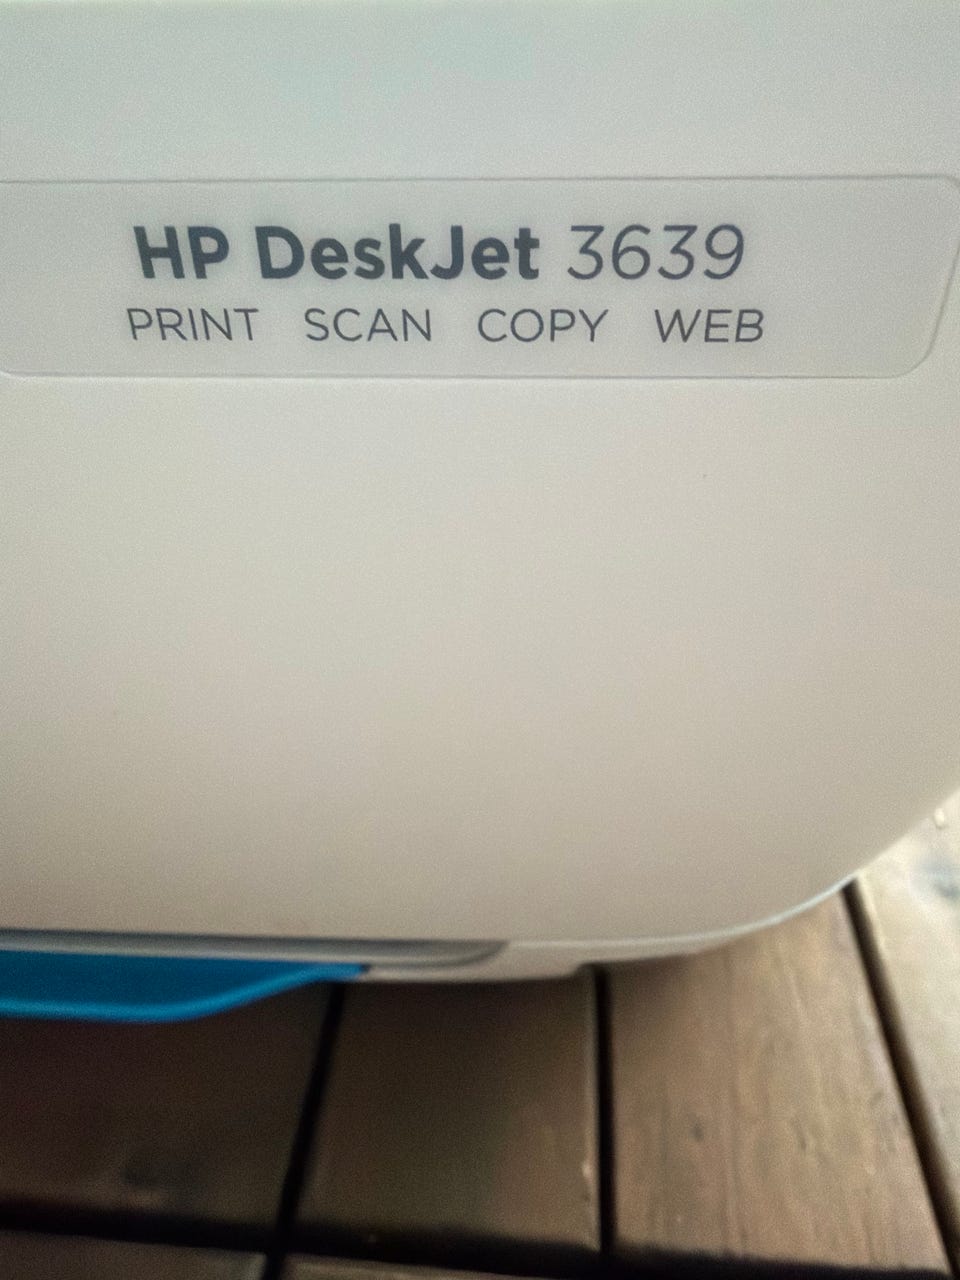 HP DeskJet 3639
PRINT SCAN COPY WEB